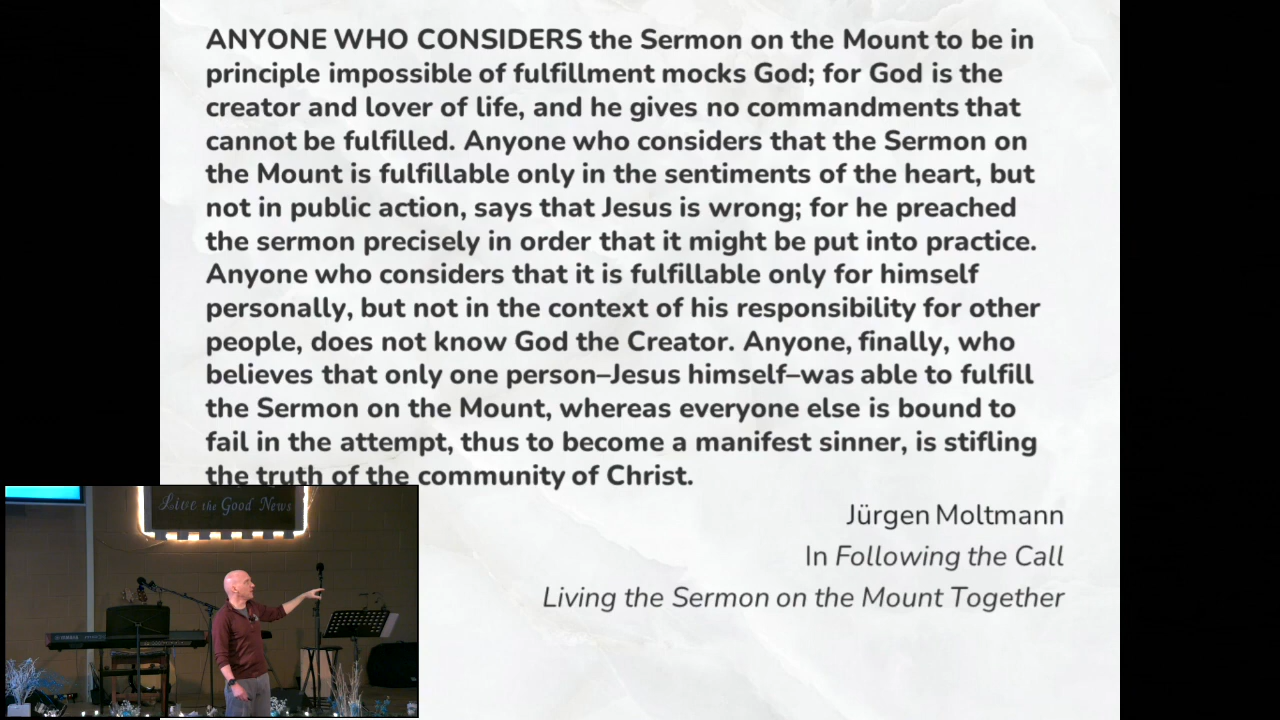 ANYONE WHO CONSIDERS the Sermon on the Mount to be in
principle impossible of fulfillment mocks God; for God is the
creator and lover of life, and he gives no commandments that
cannot be fulfilled. Anyone who considers that the Sermon on
the Mount is fulfillable only in the sentiments of the heart, but
not in public action, says that Jesus is wrong; for he preached
the sermon precisely in order that it might be put into practice.
Anyone who considers that it is fulfillable only for himself
personally, but not in the context of his responsibility for other
people, does not know God the Creator. Anyone, finally, who
believes that only one person–Jesus himself–was able to fulfill
the Sermon on the Mount, whereas everyone else is bound to
fail in the attempt, thus to become a manifest sinner, is stifling
the truth of the community of Christ.
Jürgen Moltmann
In Following the Call
Living the Sermon on the Mount Together
Live the Good News
YAMAHA